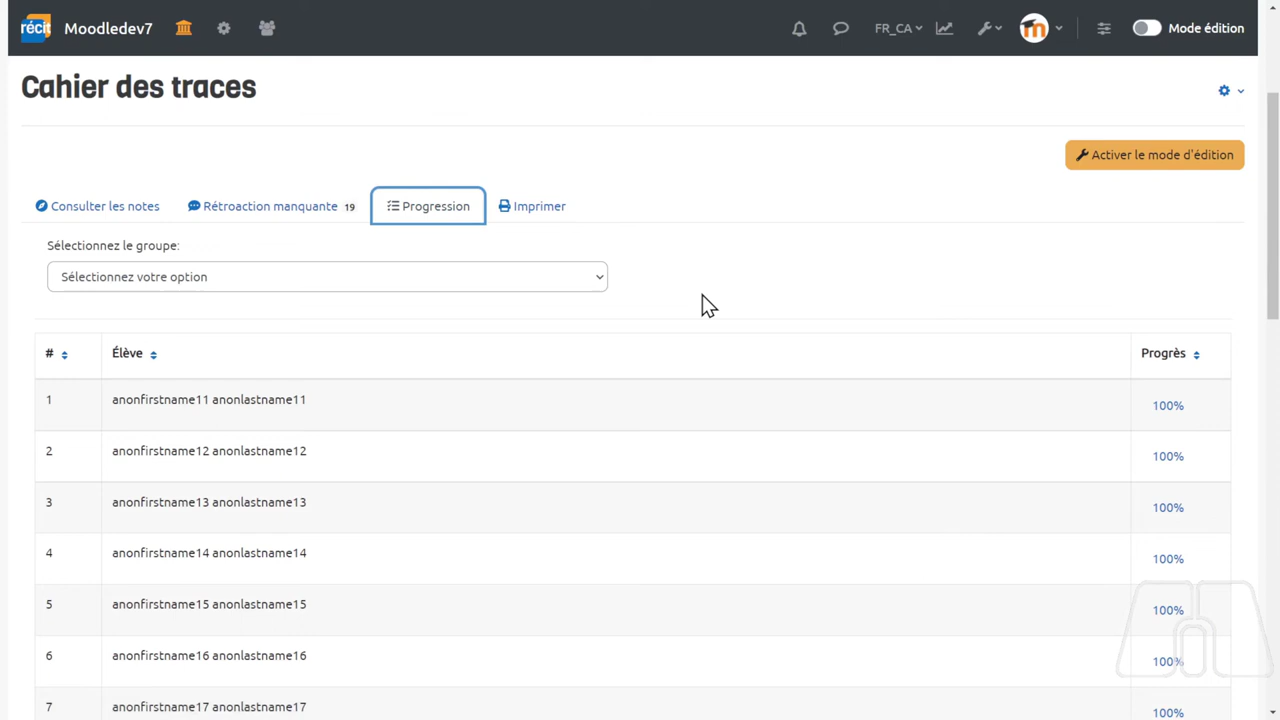 récit Moodledev7 FR_CA Mode édition
Cahier des traces
Activer le mode d'édition
Consulter les notes Rétroaction manquante 19 Progression Imprimer
Sélectionnez le groupe:
Sélectionnez votre option
# Élève Progrès
1 anonfirstname11 anonlastname11 100%
2 anonfirstname12 anonlastname12 100%
3 anonfirstname13 anonlastname13 100%
4 anonfirstname14 anonlastname14 100%
5 anonfirstname15 anonlastname15 100%
6 anonfirstname16 anonlastname16 100%
7 anonfirstname17 anonlastname17 100%